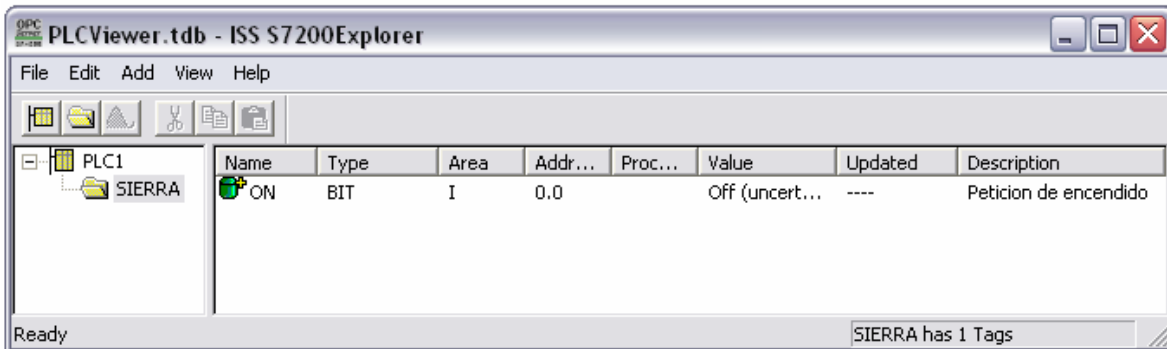 PLCViewer.tdb - ISS S7200Explorer
File Edit Add View Help
PLC1
SIERRA
Name Type Area Addr... Proc... Value Updated Description
ON BIT I 0.0 Off (uncert... ---- Peticion de encendido
Ready SIERRA has 1 Tags